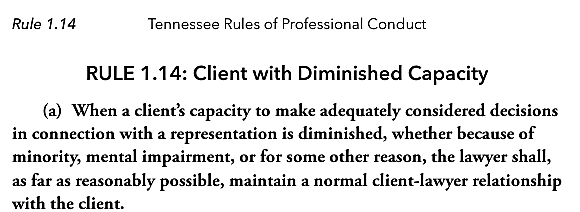 Rule 1.14 Tennessee Rules of Professional Conduct
RULE 1.14: Client with Diminished Capacity
(a) When a client's capacity to make adequately considered decisions
in connection with a representation is diminished, whether because of
minority, mental impairment, or for some other reason, the lawyer shall,
as far as reasonably possible, maintain a normal client-lawyer relationship
with the client.